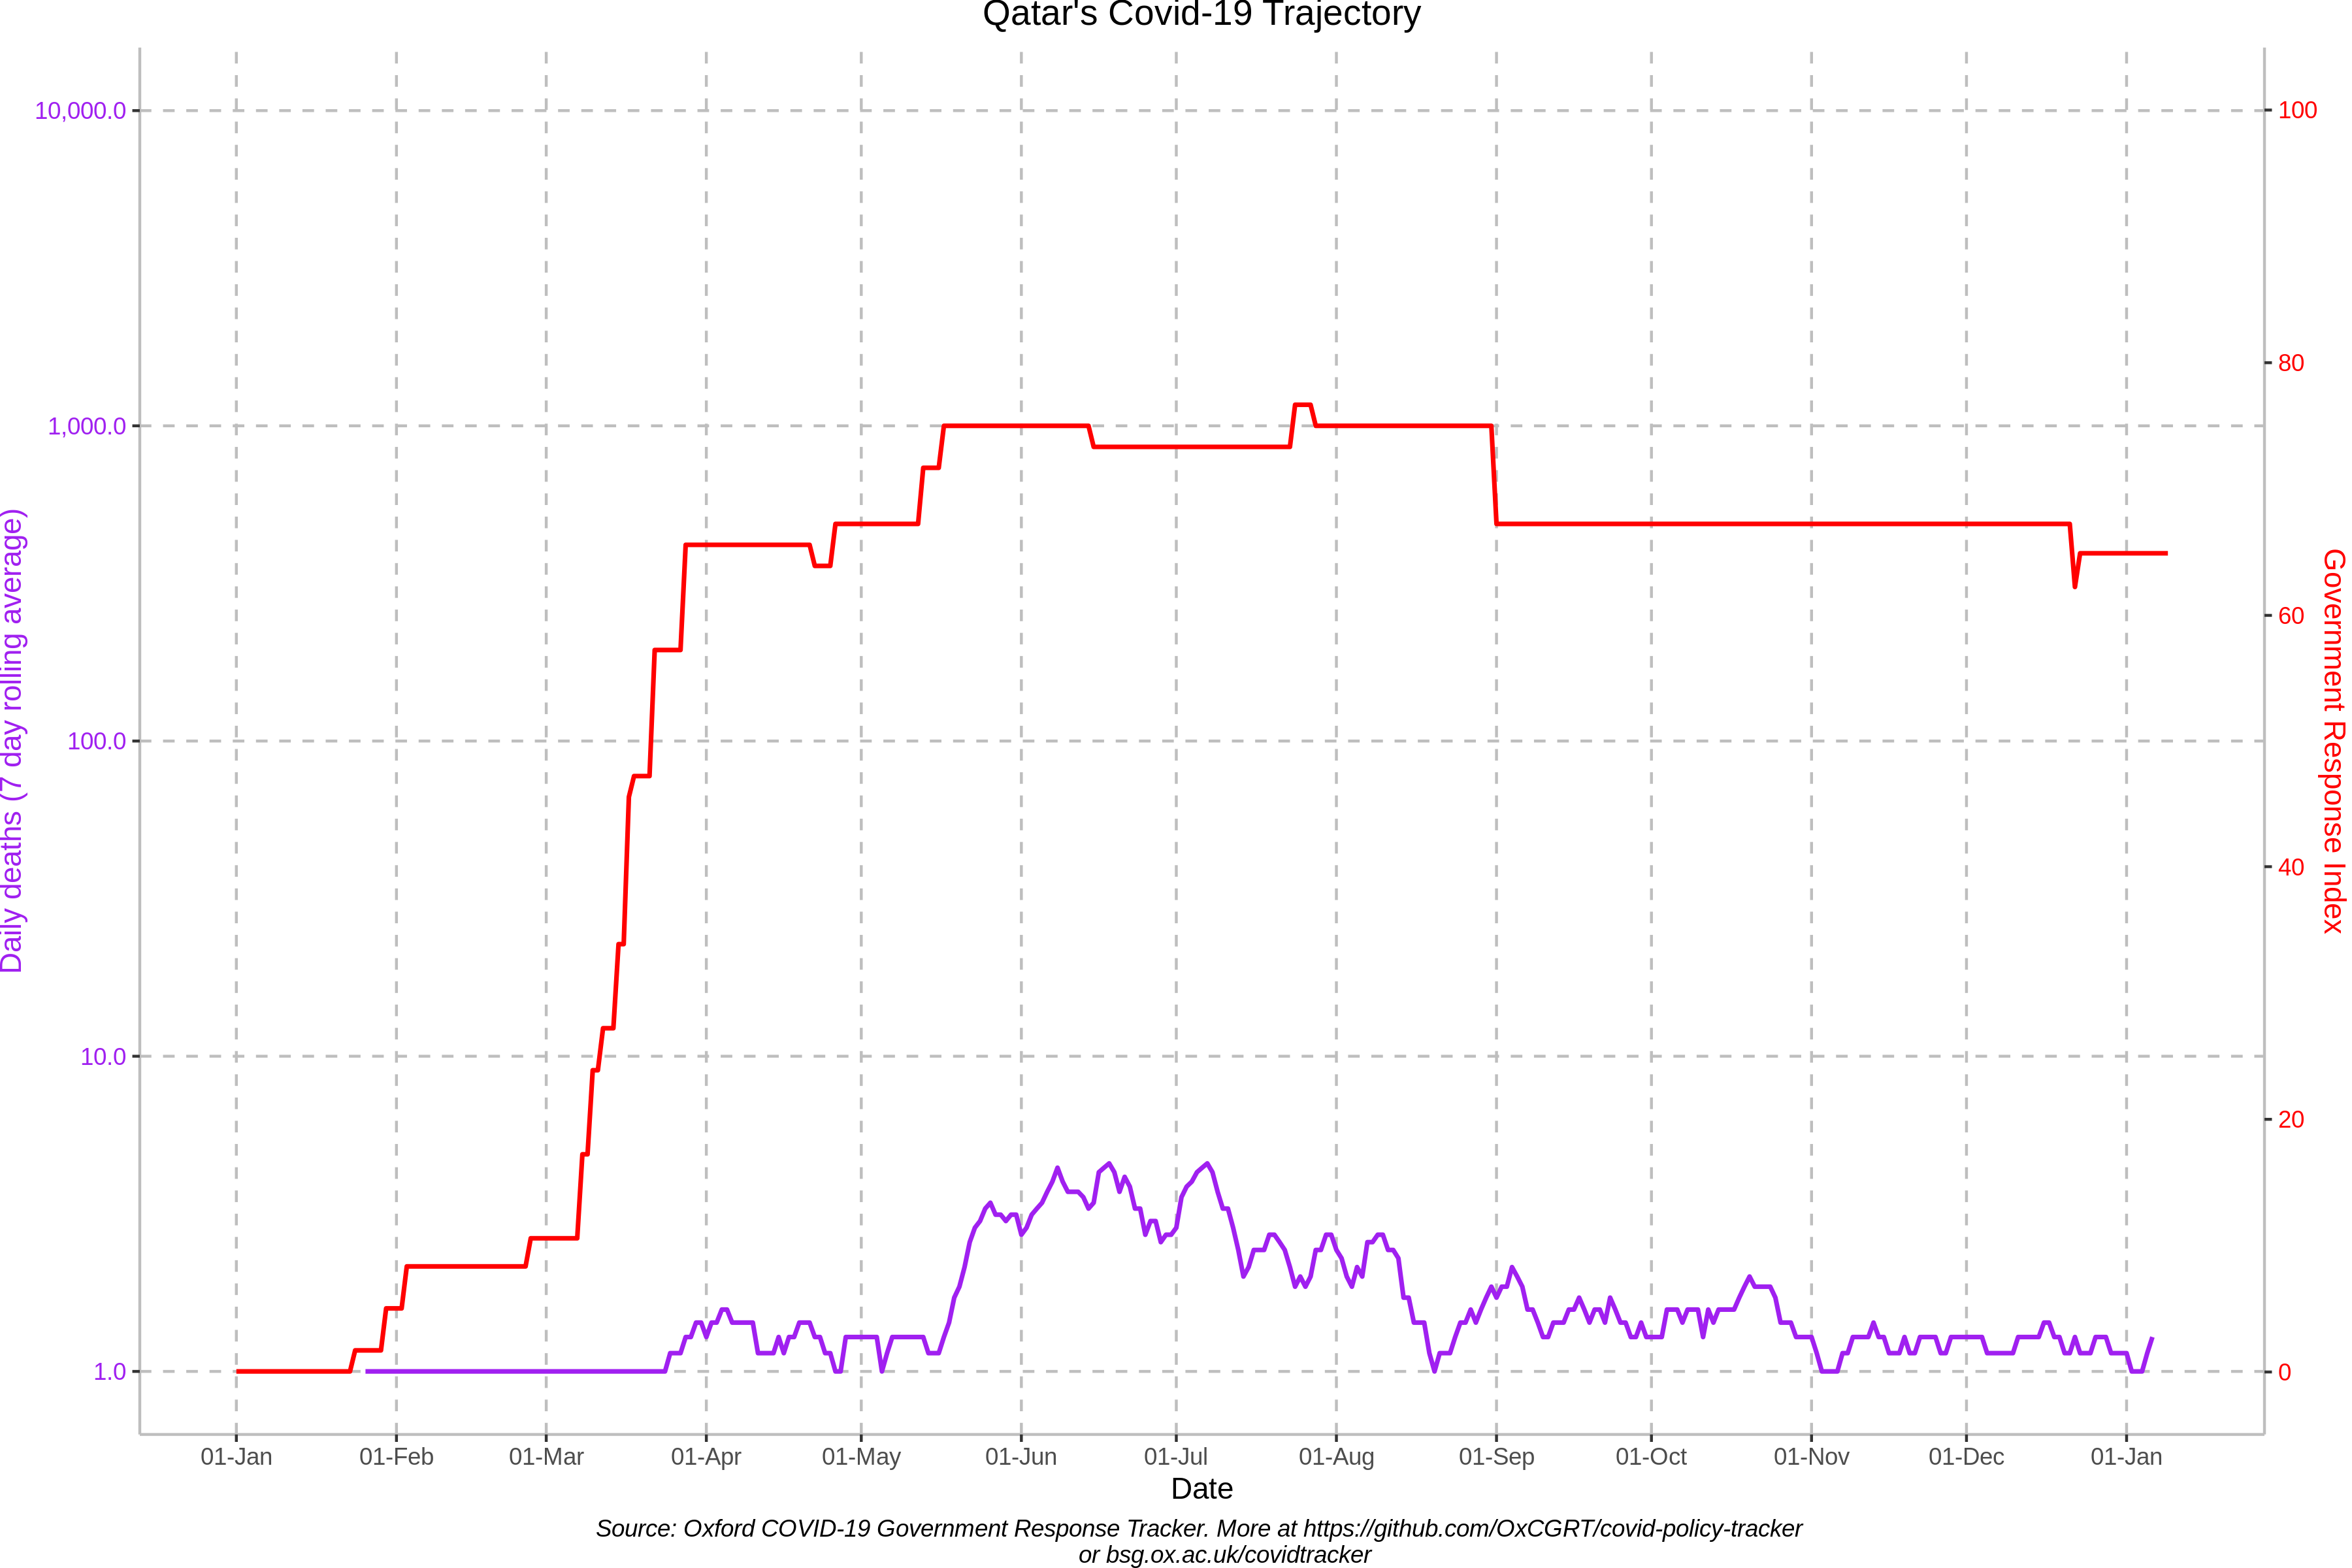 Qatar's Covid-19 Trajectory
10,000.0
1,000.0
100.0
10.0
1.0
Daily deaths (7 day rolling average)
100
80
60
40
20
0
Government Response Index
01-Jan 01-Feb 01-Mar 01-Apr 01-May 01-Jun 01-Jul 01-Aug 01-Sep 01-Oct 01-Nov 01-Dec 01-Jan
Date
Source: Oxford COVID-19 Government Response Tracker. More at https://github.com/OxCGRT/covid-policy-tracker
or bsg.ox.ac.uk/covidtracker